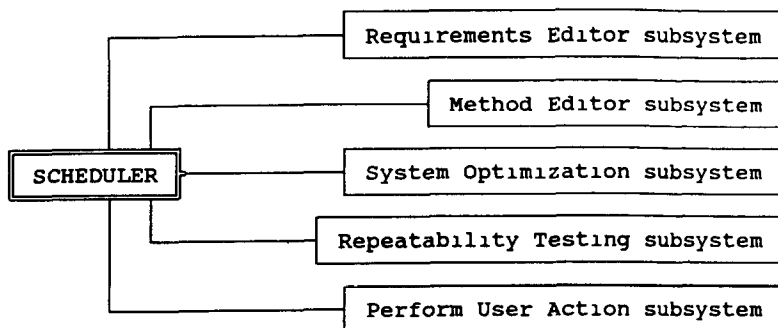 Requirements Editor subsystem
Method Editor subsystem
SCHEDULER
System Optimization subsystem
Repeatability Testing subsystem
Perform User Action subsystem